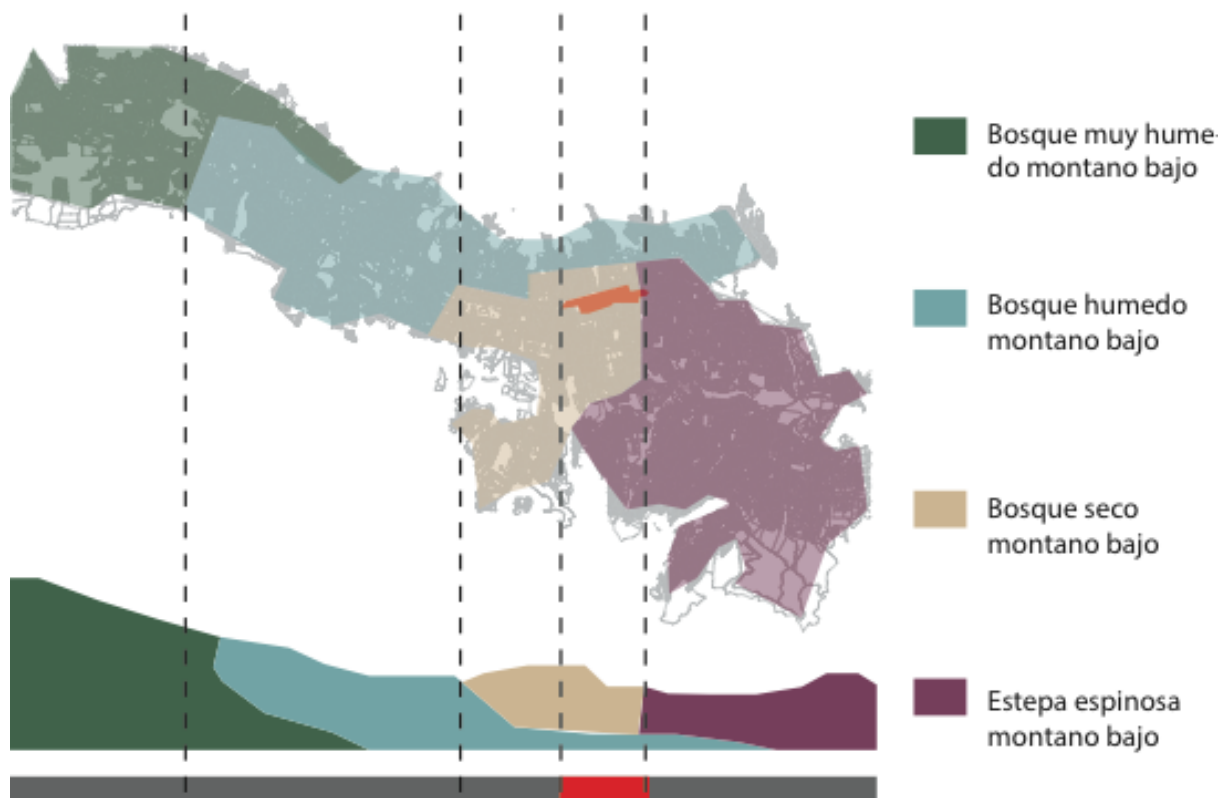 Bosque muy hume-
do montano bajo
Bosque humedo
montano bajo
Bosque seco
montano bajo
Estepa espinosa
montano bajo